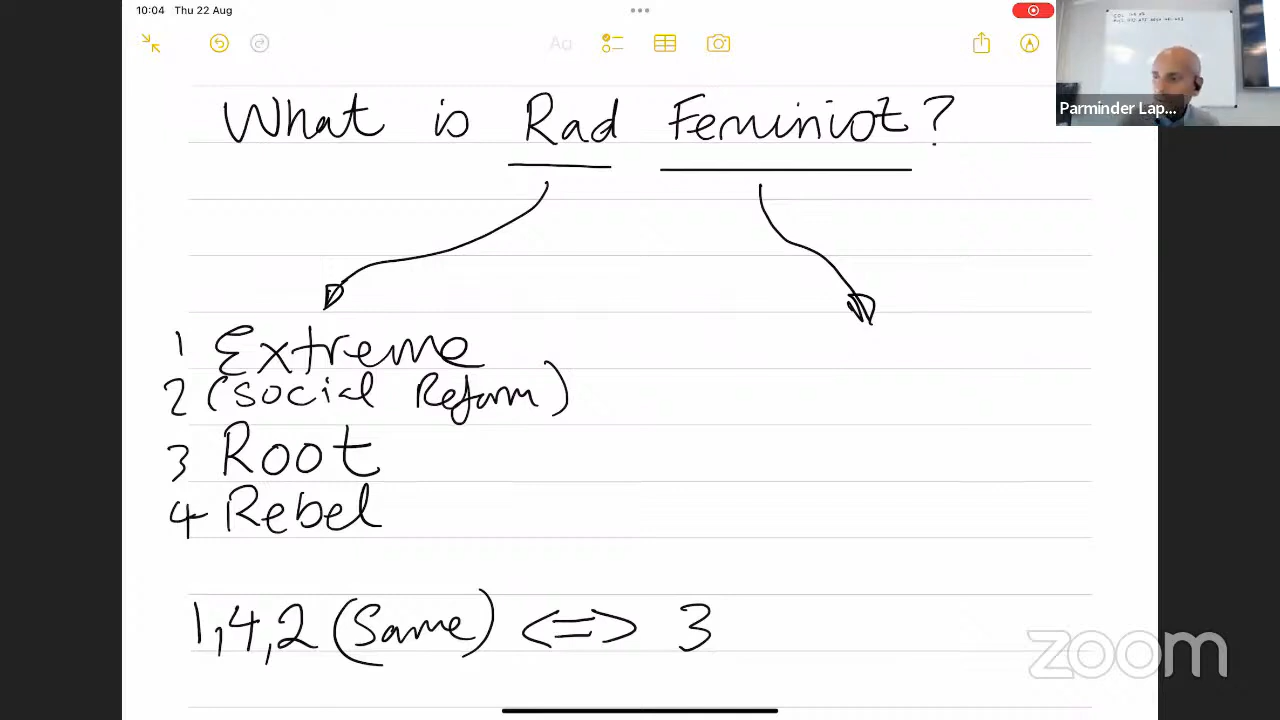 10:04 Thu 22 Aug
Aa
Parminder Lap...
What is Rad Feminist?
1 Extreme
2 (Social Reform)
3 Root
4 Rebel
1,4,2 (Same) <=> 3
zoom